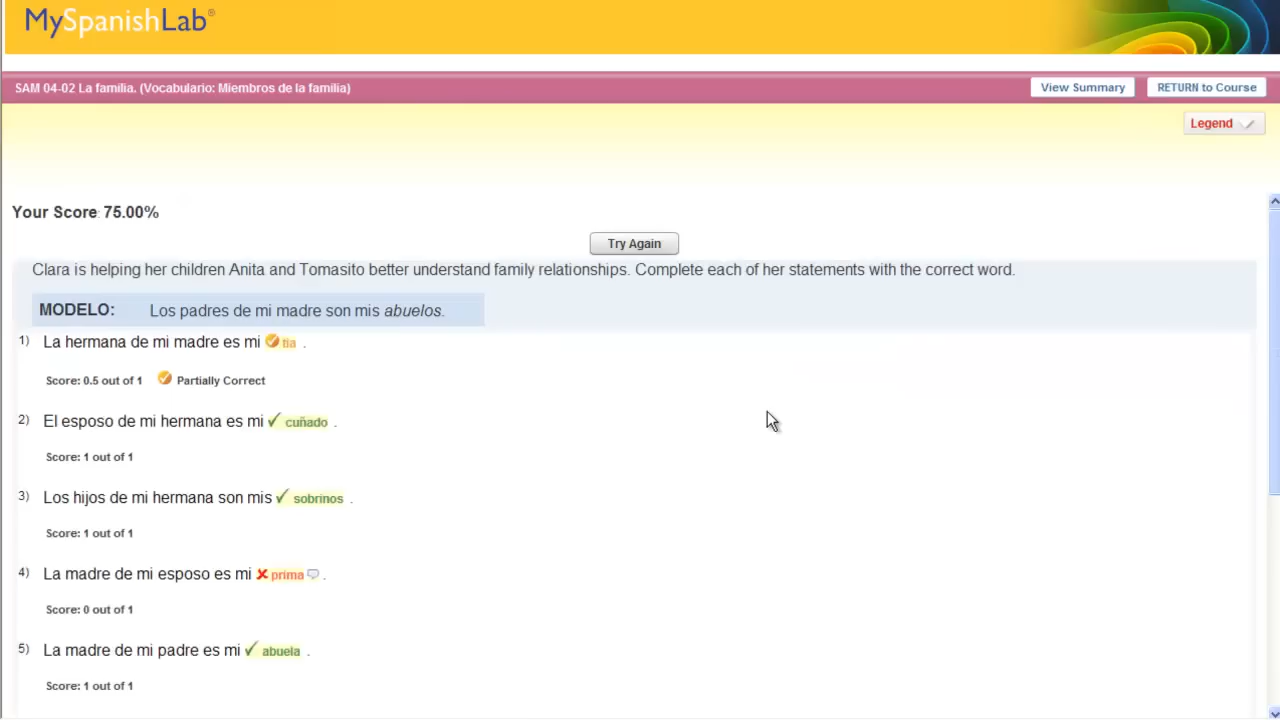 MySpanishLab®
SAM 04-02 La familia. (Vocabulario: Miembros de la familia)
View Summary
RETURN to Course
Legend
Your Score: 75.00%
Try Again
Clara is helping her children Anita and Tomasito better understand family relationships. Complete each of her statements with the correct word.
MODELO: Los padres de mi madre son mis abuelos.
1) La hermana de mi madre es mi tia .
Score: 0.5 out of 1 Partially Correct
2) El esposo de mi hermana es mi cuñado .
Score: 1 out of 1
3) Los hijos de mi hermana son mis sobrinos .
Score: 1 out of 1
4) La madre de mi esposo es mi prima .
Score: 0 out of 1
5) La madre de mi padre es mi abuela .
Score: 1 out of 1